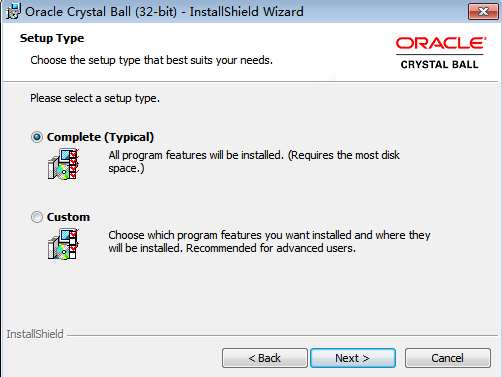 Oracle Crystal Ball (32-bit) - InstallShield Wizard
Setup Type
Choose the setup type that best suits your needs.
ORACLE
CRYSTAL BALL
Please select a setup type.
Complete (Typical)
All program features will be installed. (Requires the most disk
space.)
Custom
Choose which program features you want installed and where they
will be installed. Recommended for advanced users.
InstallShield
< Back
Next >
Cancel